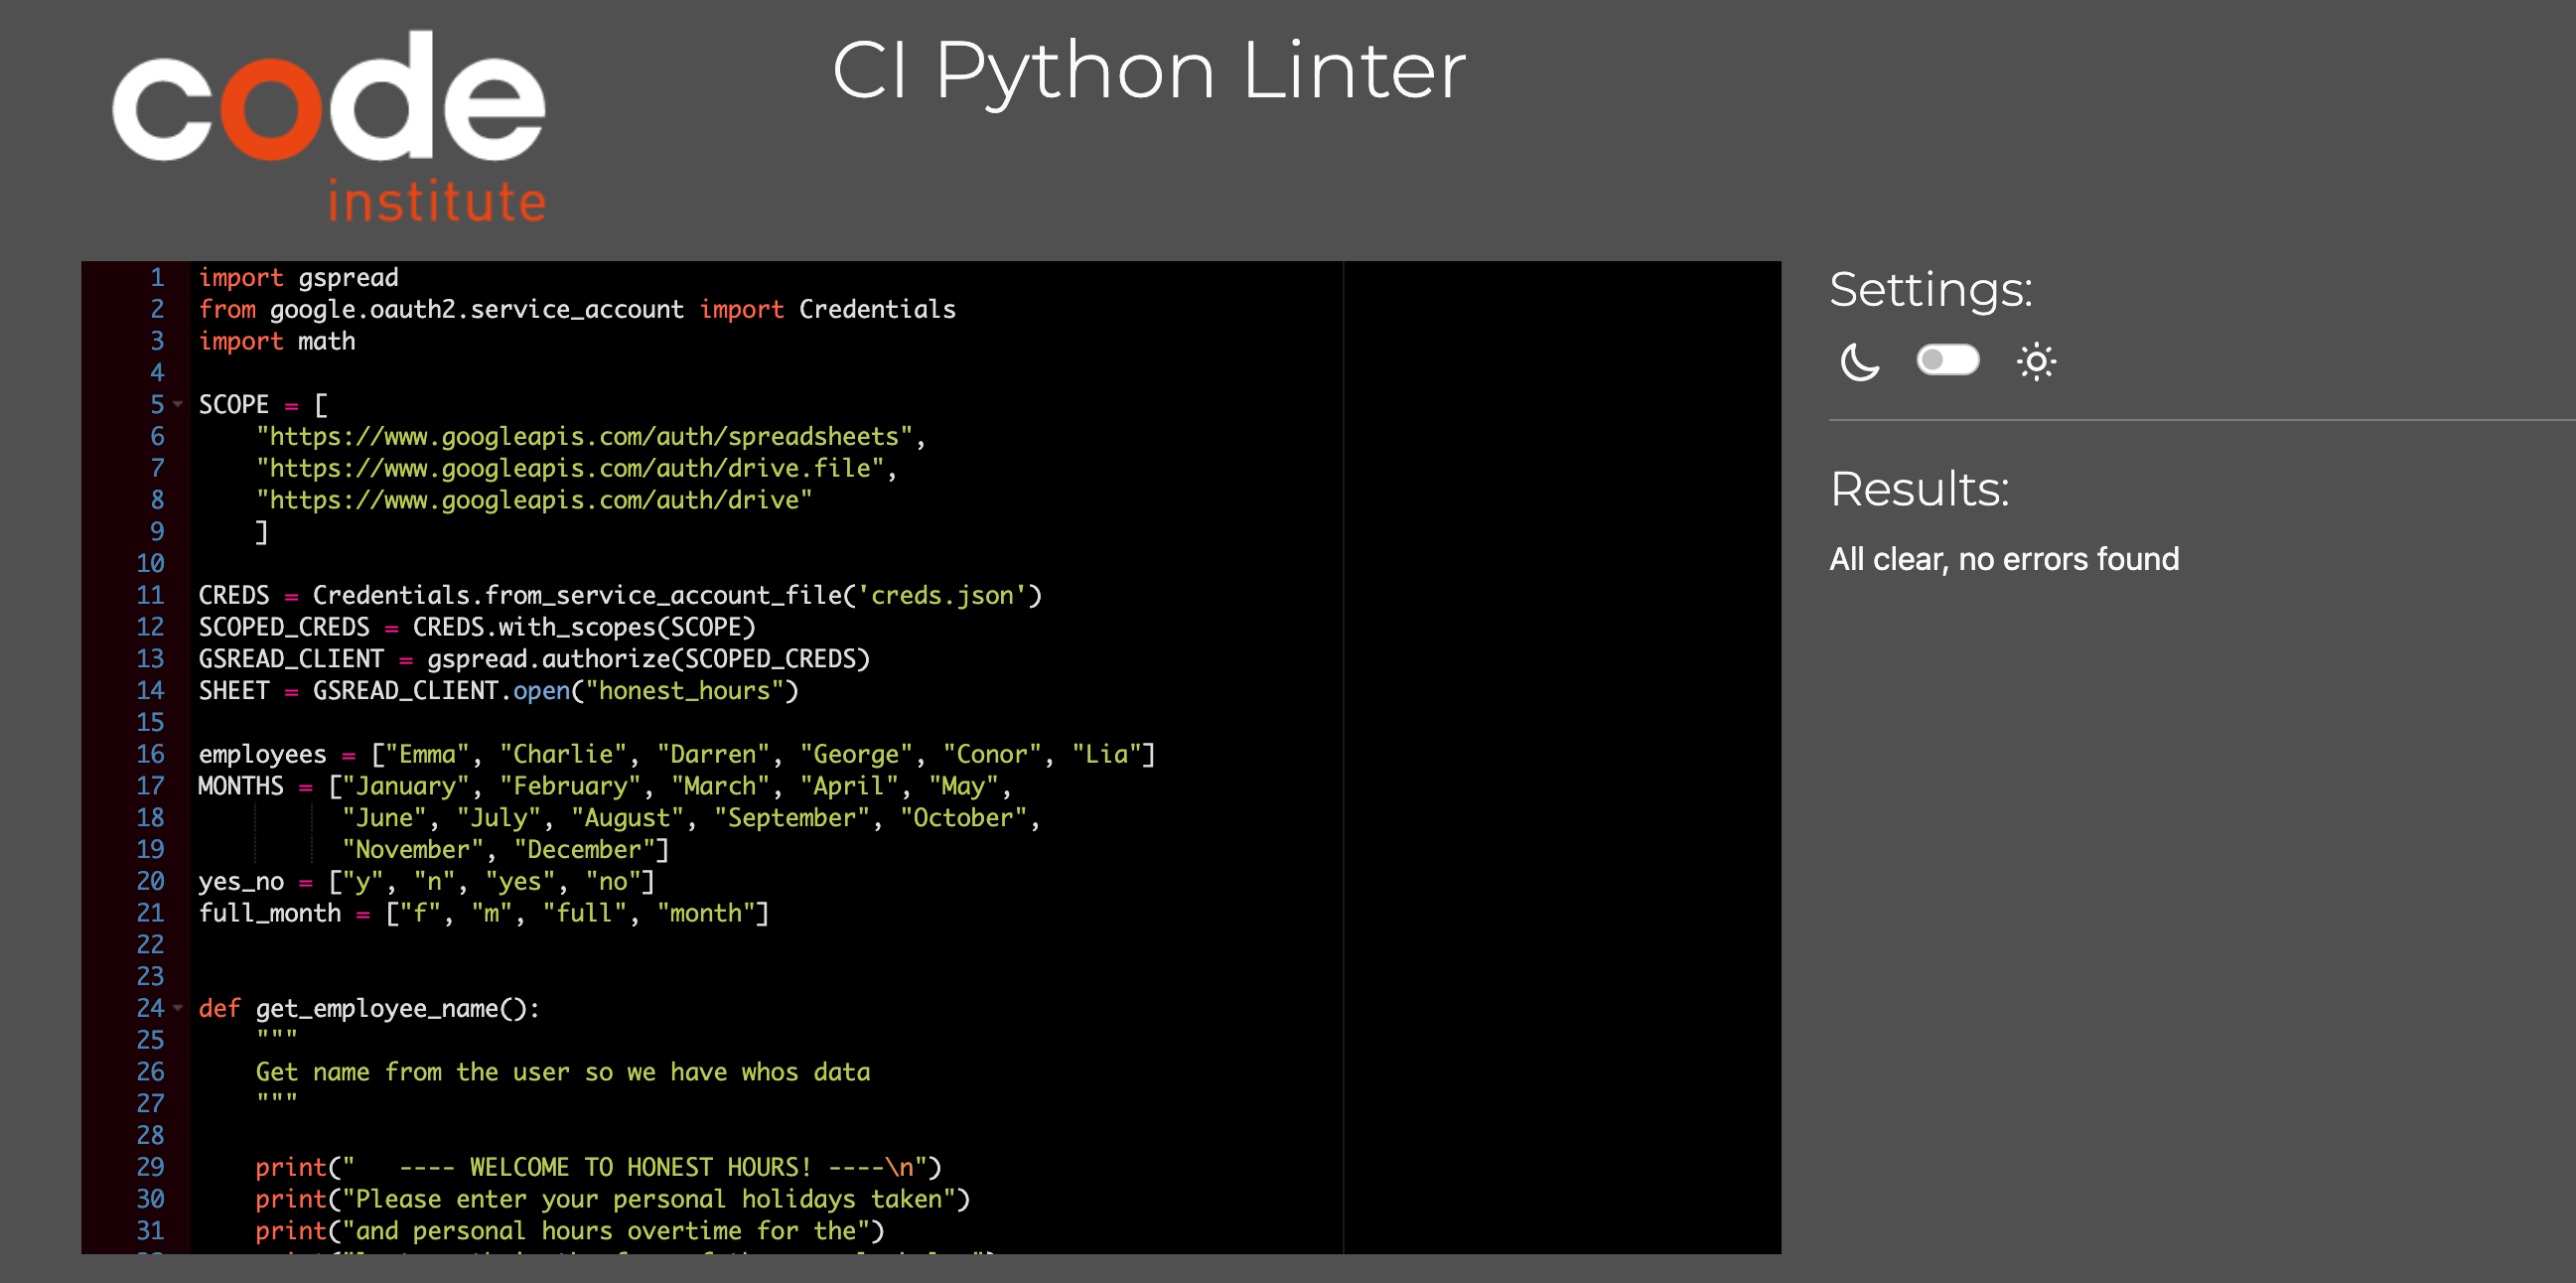 code
institute
CI Python Linter
1 import gspread
2 from google.oauth2.service_account import Credentials
3 import math
4
5 SCOPE = [
6     "https://www.googleapis.com/auth/spreadsheets",
7     "https://www.googleapis.com/auth/drive.file",
8     "https://www.googleapis.com/auth/drive"
9     ]
10
11 CREDS = Credentials.from_service_account_file('creds.json')
12 SCOPED_CREDS = CREDS.with_scopes(SCOPE)
13 GSREAD_CLIENT = gspread.authorize(SCOPED_CREDS)
14 SHEET = GSREAD_CLIENT.open("honest_hours")
15
16 employees = ["Emma", "Charlie", "Darren", "George", "Conor", "Lia"]
17 MONTHS = ["January", "February", "March", "April", "May",
18           "June", "July", "August", "September", "October",
19           "November", "December"]
20 yes_no = ["y", "n", "yes", "no"]
21 full_month = ["f", "m", "full", "month"]
22
23
24 def get_employee_name():
25     """
26     Get name from the user so we have whos data
27     """
28
29     print("   ---- WELCOME TO HONEST HOURS! ----\n")
30     print("Please enter your personal holidays taken")
31     print("and personal hours overtime for the")
Settings:
Results:
All clear, no errors found